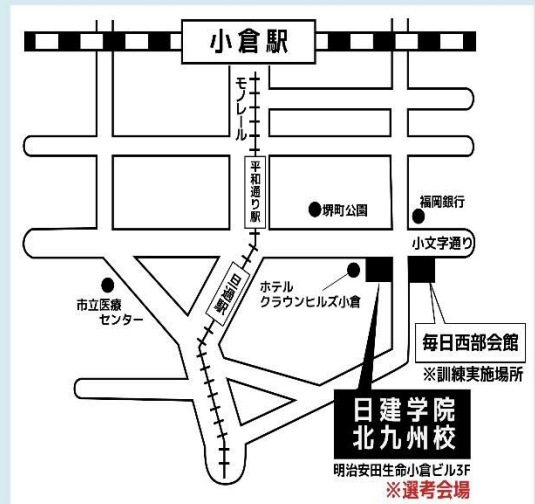 小倉駅
モノレール
平和通り駅
堺町公園
福岡銀行
小文字通り
旦過駅
ホテル
クラウンヒルズ小倉
市立医療
センター
毎日西部会館
※訓練実施場所
日建学院
北九州校
明治安田生命小倉ビル3F
※選考会場